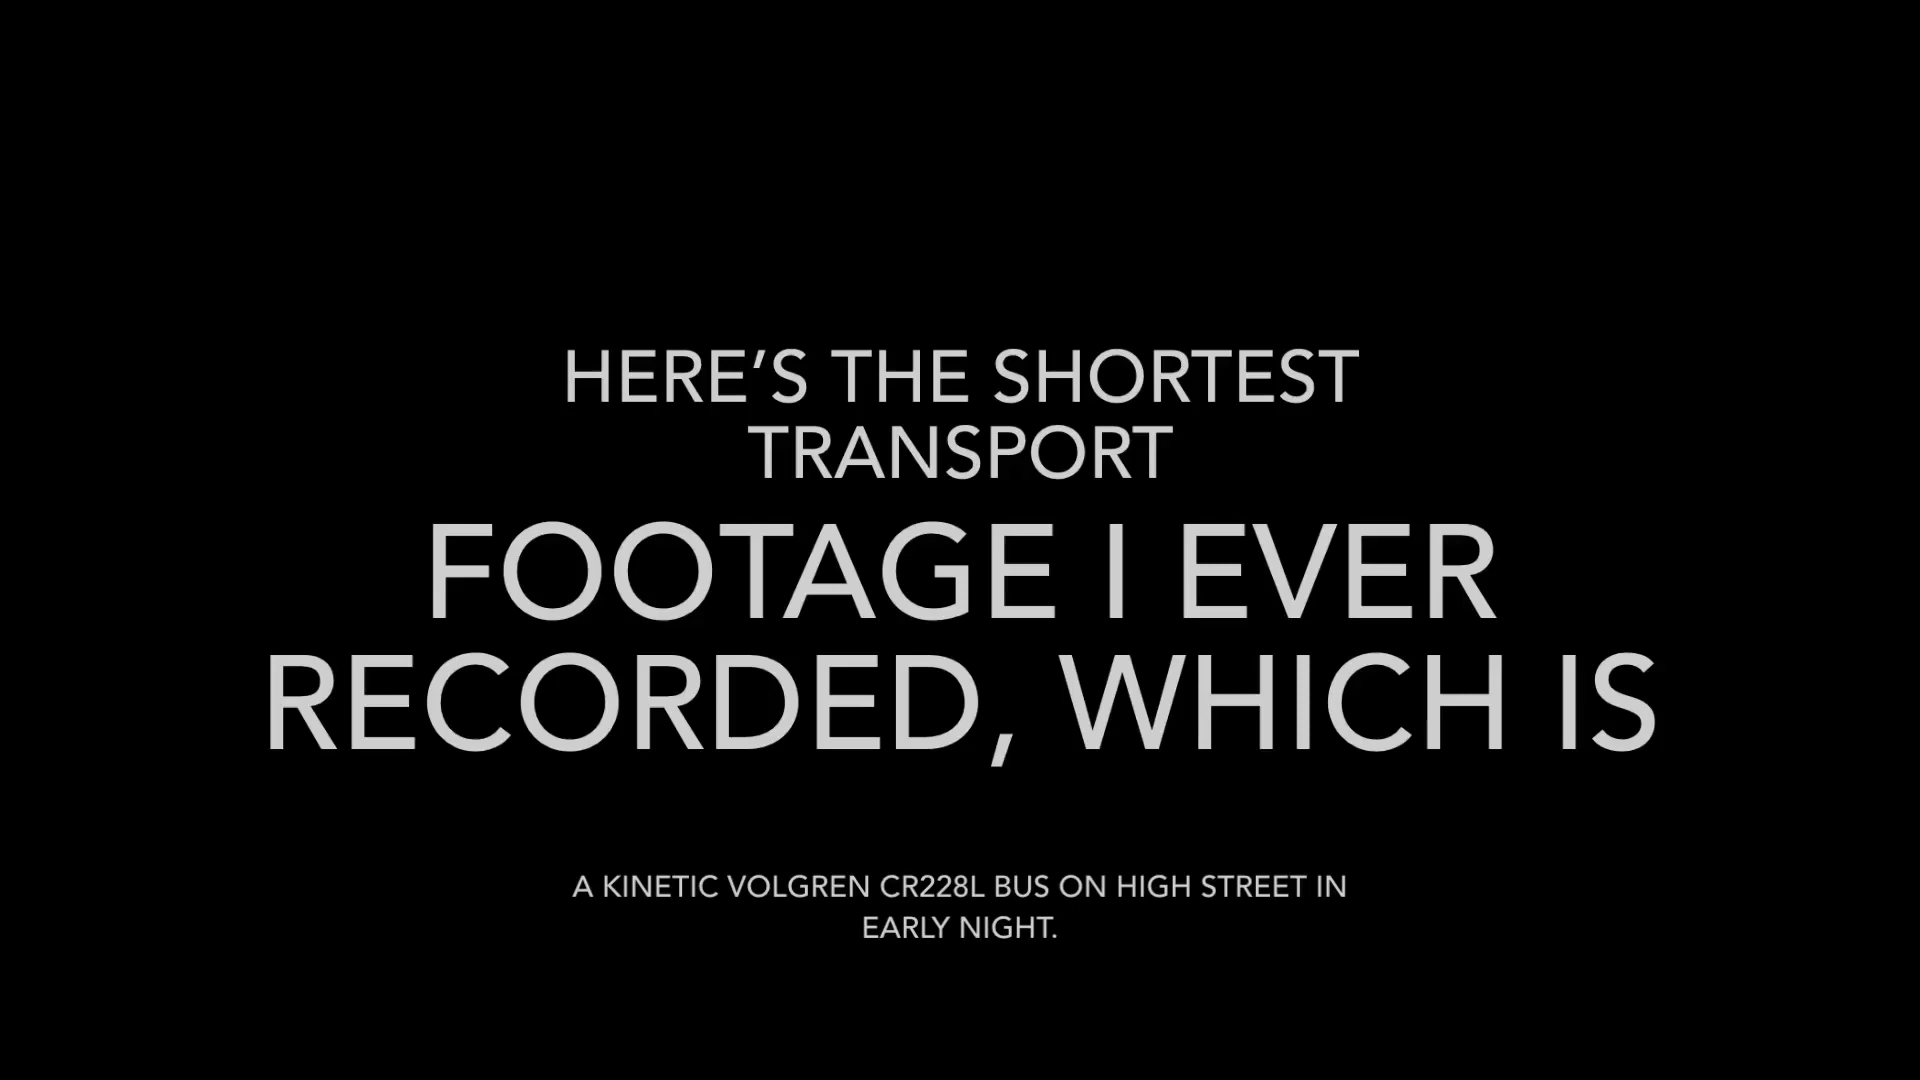 HERE’S THE SHORTEST
TRANSPORT
FOOTAGE I EVER
RECORDED, WHICH IS
A KINETIC VOLGREN CR228L BUS ON HIGH STREET IN
EARLY NIGHT.